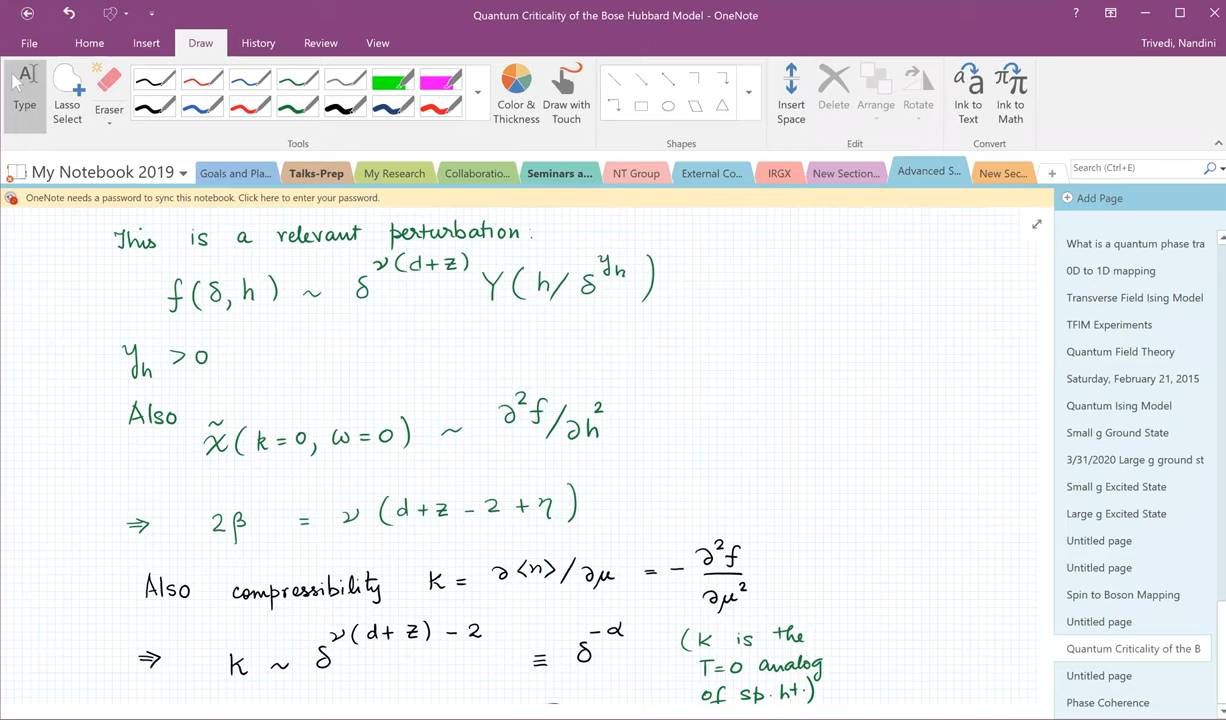 Quantum Criticality of the Bose Hubbard Model - OneNote
?
Trivedi, Nandini
File Home Insert Draw History Review View
Type
Lasso Select
Eraser
Color & Thickness
Draw with Touch
Insert Space
Delete
Arrange
Rotate
Ink to Text
Ink to Math
Tools
Shapes
Edit
Convert
My Notebook 2019
Goals and Pla...
Talks-Prep
My Research
Collaboratio...
Seminars a...
NT Group
External Co...
IRGX
New Section...
Advanced S...
New Sec...
Search (Ctrl+E)
OneNote needs a password to sync this notebook. Click here to enter your password.
This is a relevant perturbation:
f(δ, h) ~ δ^{ν(d+z)} Y(h/δ^{y_h})
y_h > 0
Also
χ̃(k=0, ω=0) ~ ∂²f/∂h²
⇒ 2β = ν(d+z-2+η)
Also compressibility κ = ∂<n>/∂μ = - ∂²f/∂μ²
⇒ κ ~ δ^{ν(d+z)-2} ≡ δ^{-α}
(κ is the
T=0 analog
of sp. ht.)
Add Page
What is a quantum phase tra
0D to 1D mapping
Transverse Field Ising Model
TFIM Experiments
Quantum Field Theory
Saturday, February 21, 2015
Quantum Ising Model
Small g Ground State
3/31/2020 Large g ground st
Small g Excited State
Large g Excited State
Untitled page
Untitled page
Spin to Boson Mapping
Untitled page
Quantum Criticality of the B
Untitled page
Phase Coherence